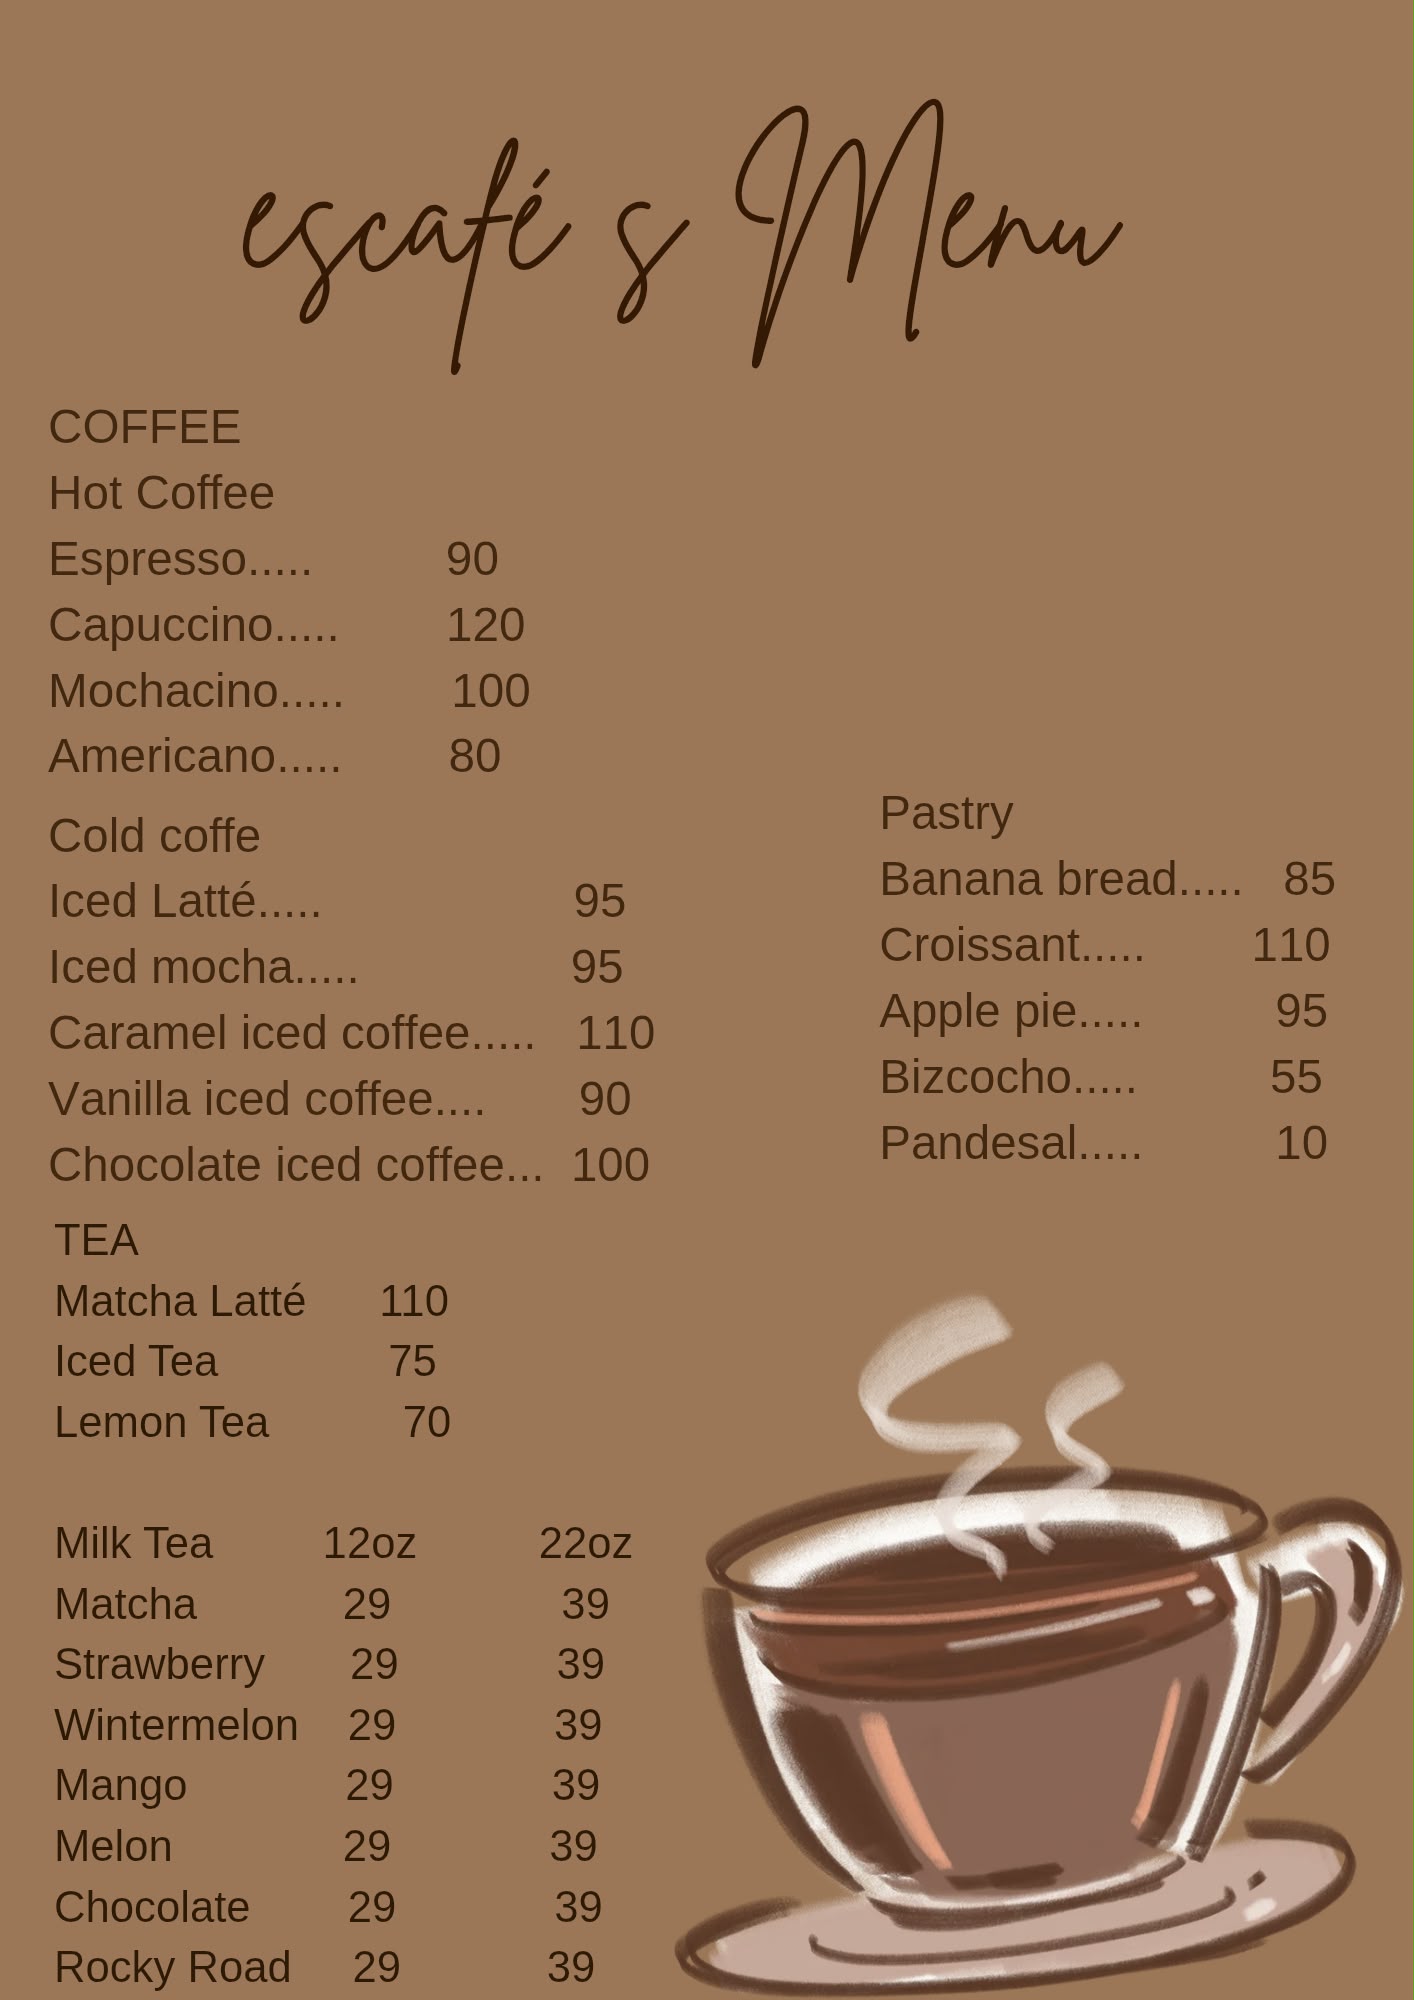 escafé s Menu
COFFEE
Hot Coffee
Espresso..... 90
Capuccino..... 120
Mochacino..... 100
Americano..... 80
Cold coffe
Iced Latté..... 95
Iced mocha..... 95
Caramel iced coffee..... 110
Vanilla iced coffee.... 90
Chocolate iced coffee... 100
TEA
Matcha Latté 110
Iced Tea 75
Lemon Tea 70
Milk Tea 12oz 22oz
Matcha 29 39
Strawberry 29 39
Wintermelon 29 39
Mango 29 39
Melon 29 39
Chocolate 29 39
Rocky Road 29 39
Pastry
Banana bread..... 85
Croissant..... 110
Apple pie..... 95
Bizcocho..... 55
Pandesal..... 10